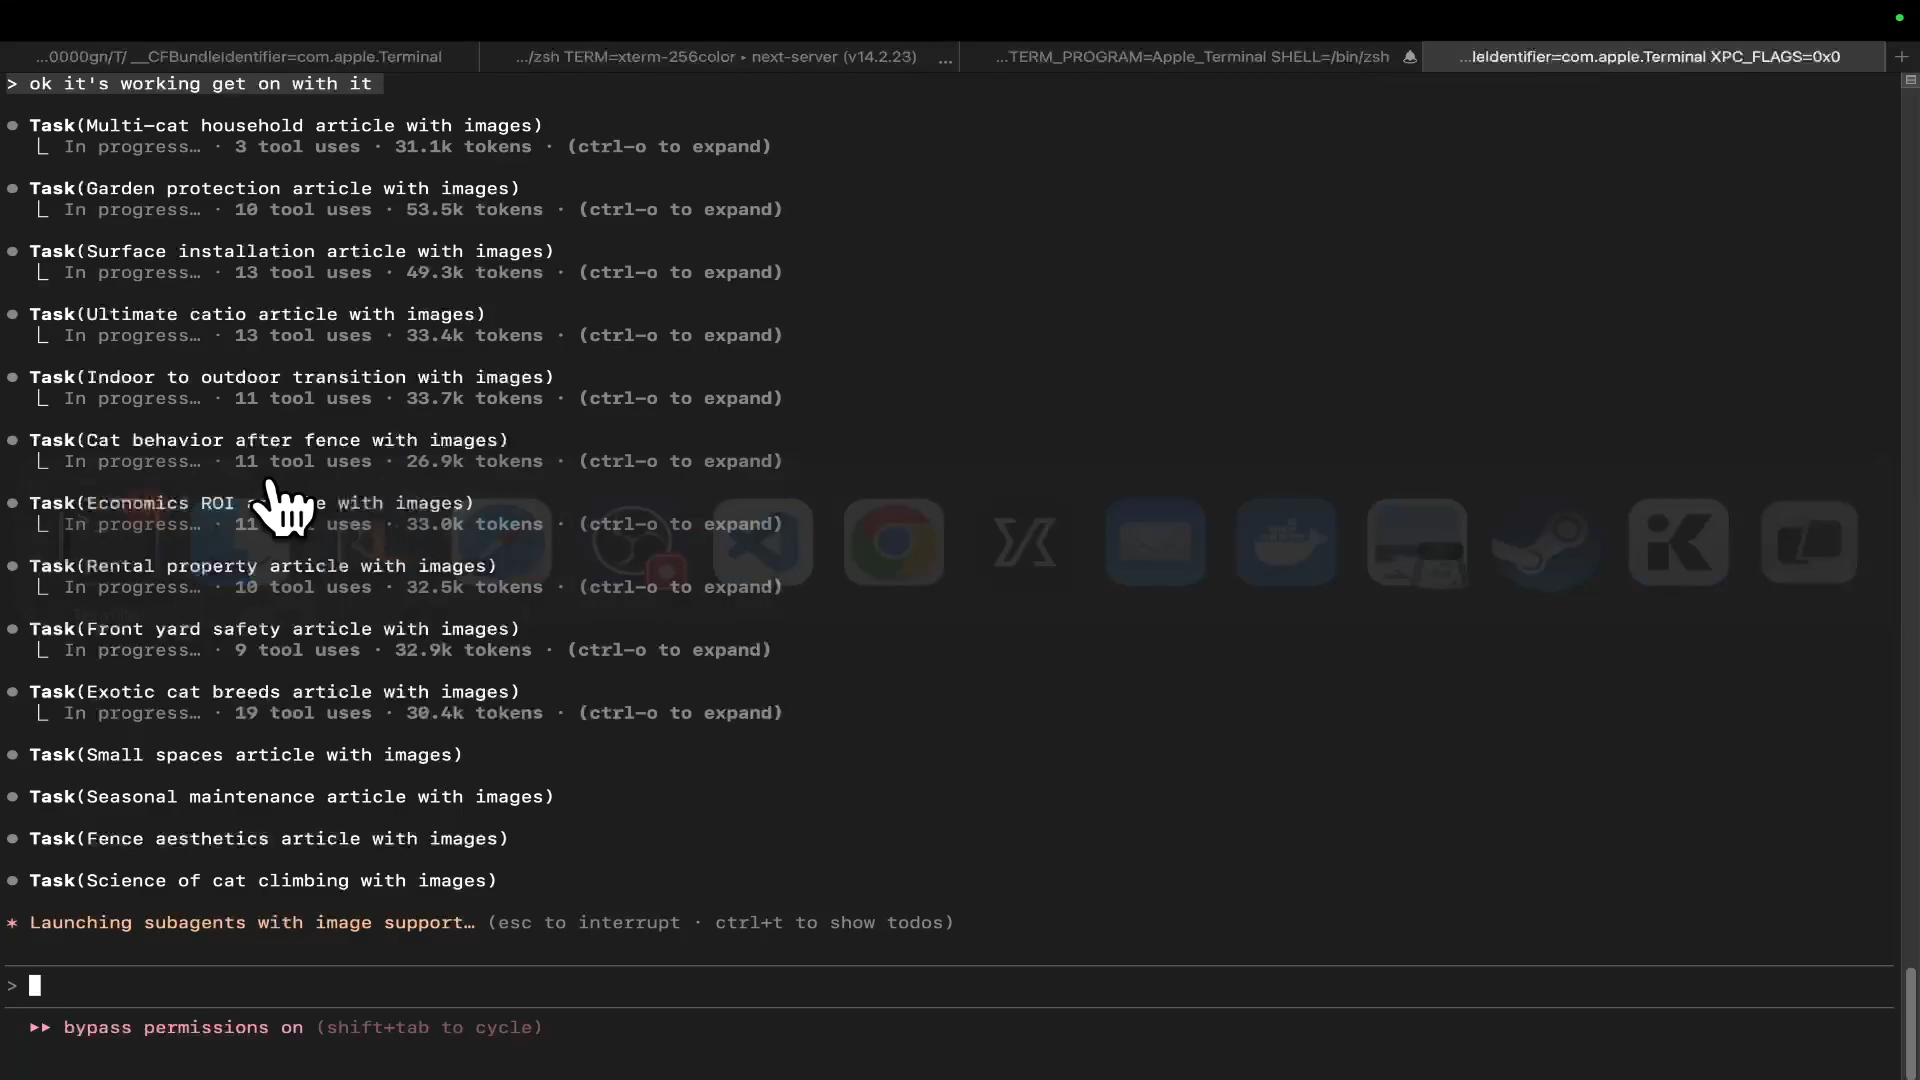 ...0000gn/T/ __CFBundleIdentifier=com.apple.Terminal
.../zsh TERM=xterm-256color ▸ next-server (v14.2.23) ...
...TERM_PROGRAM=Apple_Terminal SHELL=/bin/zsh
...leIdentifier=com.apple.Terminal XPC_FLAGS=0x0 +
> ok it's working get on with it
● Task(Multi-cat household article with images)
⎿ In progress… · 3 tool uses · 31.1k tokens · (ctrl-o to expand)
● Task(Garden protection article with images)
⎿ In progress… · 10 tool uses · 53.5k tokens · (ctrl-o to expand)
● Task(Surface installation article with images)
⎿ In progress… · 13 tool uses · 49.3k tokens · (ctrl-o to expand)
● Task(Ultimate catio article with images)
⎿ In progress… · 13 tool uses · 33.4k tokens · (ctrl-o to expand)
● Task(Indoor to outdoor transition with images)
⎿ In progress… · 11 tool uses · 33.7k tokens · (ctrl-o to expand)
● Task(Cat behavior after fence with images)
⎿ In progress… · 11 tool uses · 26.9k tokens · (ctrl-o to expand)
● Task(Economics ROI with images)
⎿ In progress… · 11 uses · 33.0k tokens · (ctrl-o to expand)
● Task(Rental property article with images)
⎿ In progress… · 10 tool uses · 32.5k tokens · (ctrl-o to expand)
● Task(Front yard safety article with images)
⎿ In progress… · 9 tool uses · 32.9k tokens · (ctrl-o to expand)
● Task(Exotic cat breeds article with images)
⎿ In progress… · 19 tool uses · 30.4k tokens · (ctrl-o to expand)
● Task(Small spaces article with images)
● Task(Seasonal maintenance article with images)
● Task(Fence aesthetics article with images)
● Task(Science of cat climbing with images)
* Launching subagents with image support… (esc to interrupt · ctrl+t to show todos)
>
▸▸ bypass permissions on (shift+tab to cycle)